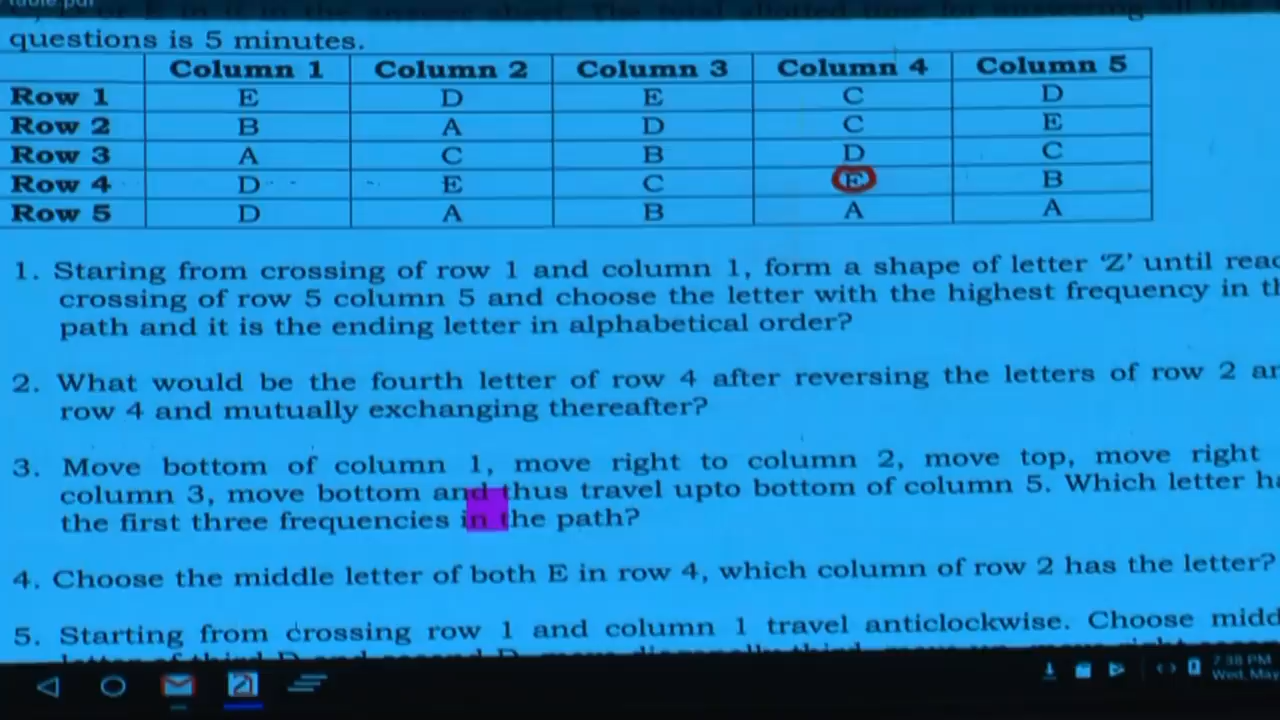 table.pdf
questions is 5 minutes.
Column 1 Column 2 Column 3 Column 4 Column 5
Row 1 E D E C D
Row 2 B A D C E
Row 3 A C B D C
Row 4 D E C E B
Row 5 D A B A A
1. Staring from crossing of row 1 and column 1, form a shape of letter ‘Z’ until reac
crossing of row 5 column 5 and choose the letter with the highest frequency in th
path and it is the ending letter in alphabetical order?
2. What would be the fourth letter of row 4 after reversing the letters of row 2 an
row 4 and mutually exchanging thereafter?
3. Move bottom of column 1, move right to column 2, move top, move right
column 3, move bottom and thus travel upto bottom of column 5. Which letter ha
the first three frequencies in the path?
4. Choose the middle letter of both E in row 4, which column of row 2 has the letter?
5. Starting from crossing row 1 and column 1 travel anticlockwise. Choose midd
7:38 PM
Wed, May